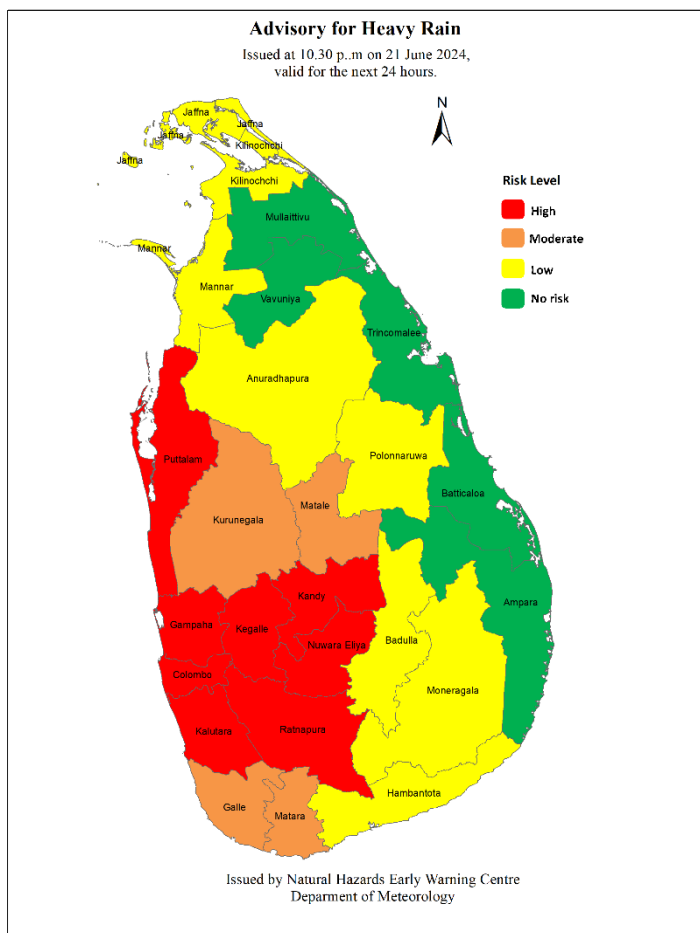 Advisory for Heavy Rain
Issued at 10.30 p..m on 21 June 2024,
valid for the next 24 hours.
N
Jaffna
Jaffna
Jaffna
Kilinochchi
Jaffna
Kilinochchi
Risk Level
High
Moderate
Low
No risk
Mullaittivu
Mannar
Mannar
Vavuniya
Trincomalee
Anuradhapura
Polonnaruwa
Puttalam
Batticaloa
Matale
Kurunegala
Kandy
Ampara
Gampaha
Kegalle
Nuwara Eliya
Badulla
Colombo
Moneragala
Kalutara
Ratnapura
Hambantota
Galle
Matara
Issued by Natural Hazards Early Warning Centre
Deparment of Meteorology